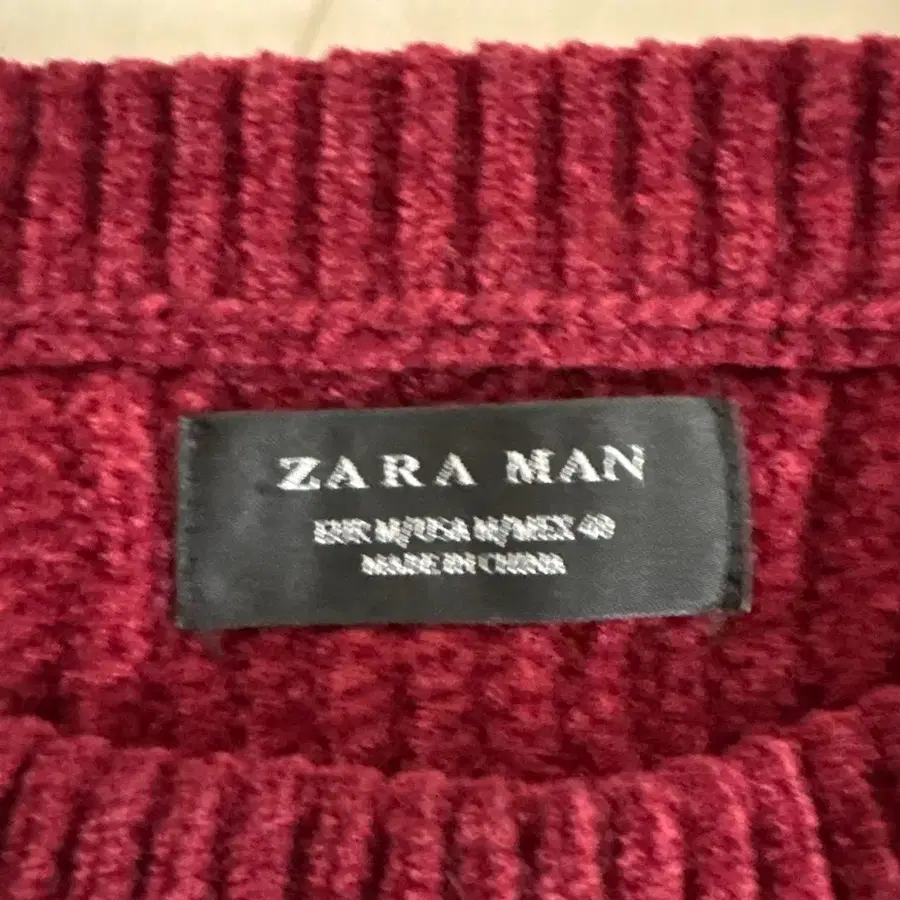 ZARA MAN
EUR M/USA M/MEX 40
MADE IN CHINA